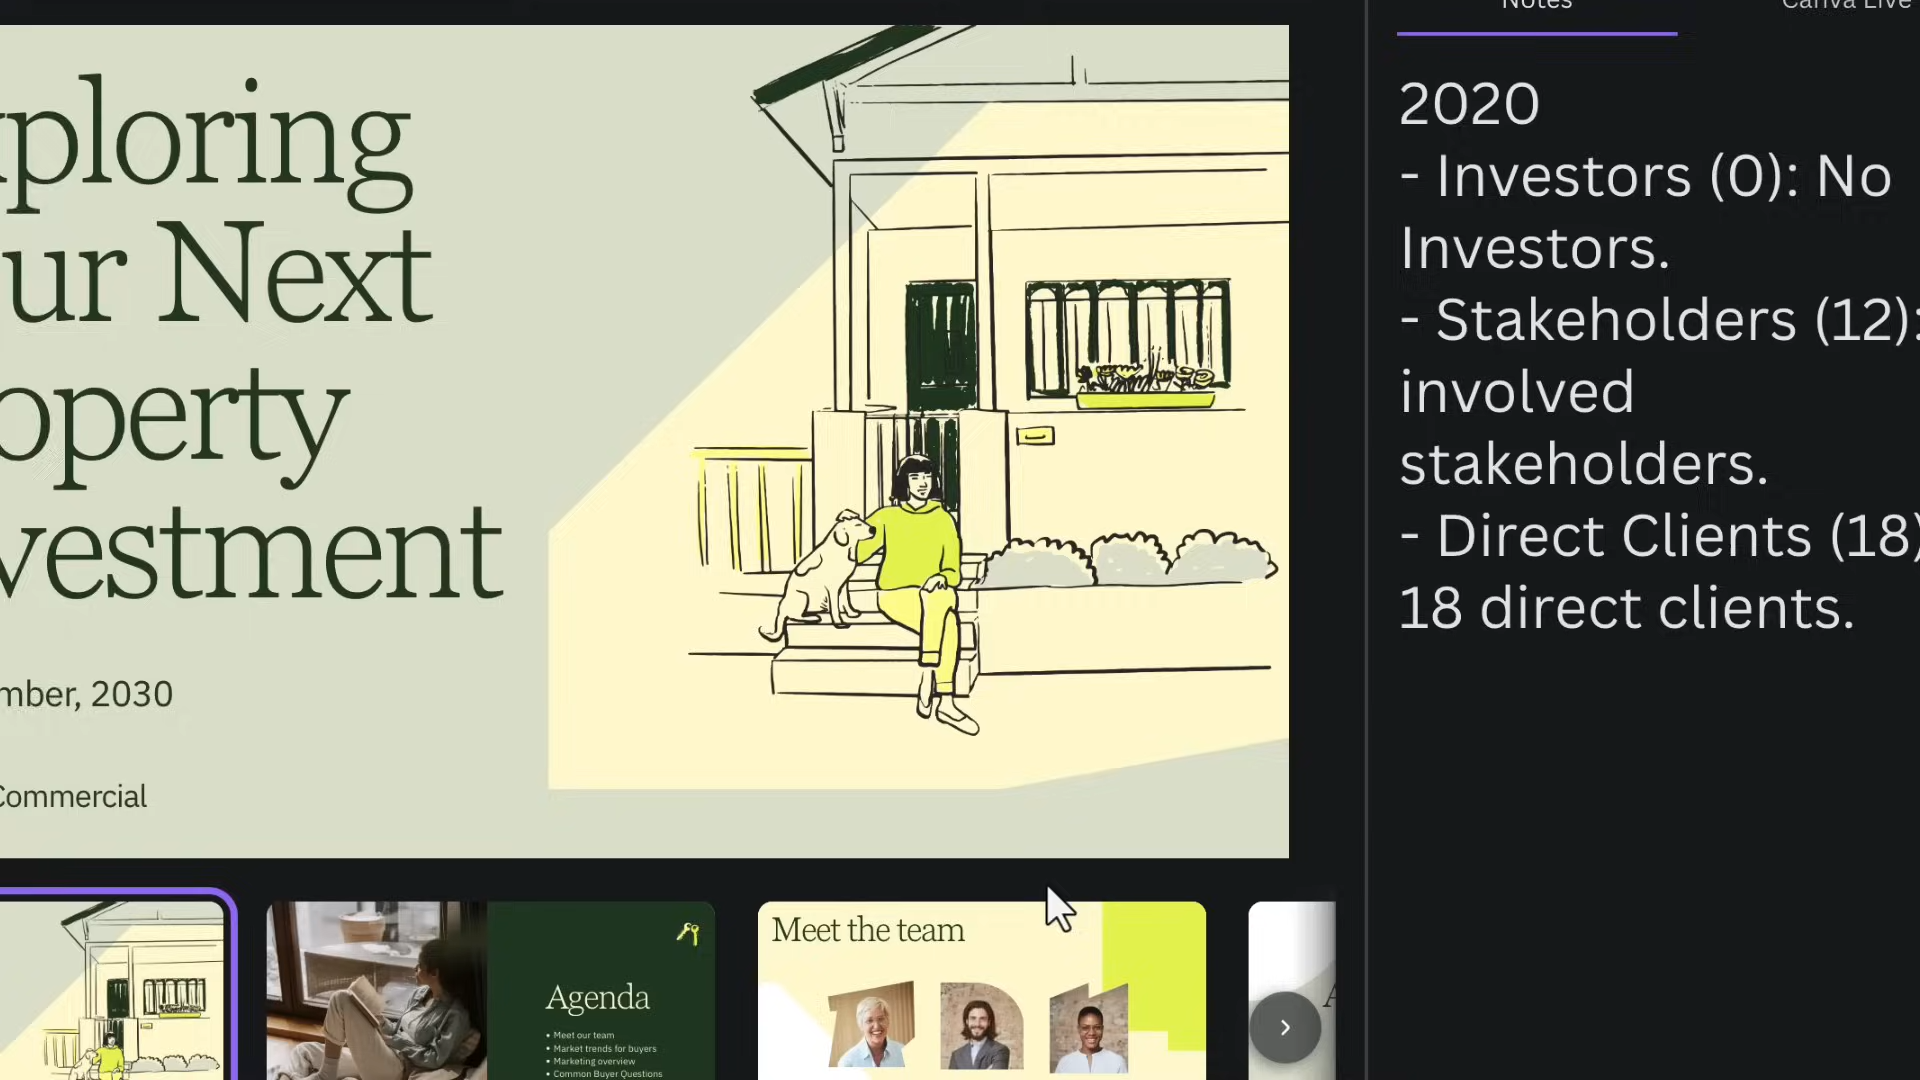 Notes
Canva Live
xploring
ur Next
operty
vestment
mber, 2030
Commercial
2020
- Investors (0): No
Investors.
- Stakeholders (12):
involved
stakeholders.
- Direct Clients (18)
18 direct clients.
Agenda
• Meet our team
• Market trends for buyers
• Marketing overview
• Common Buyer Questions
Meet the team